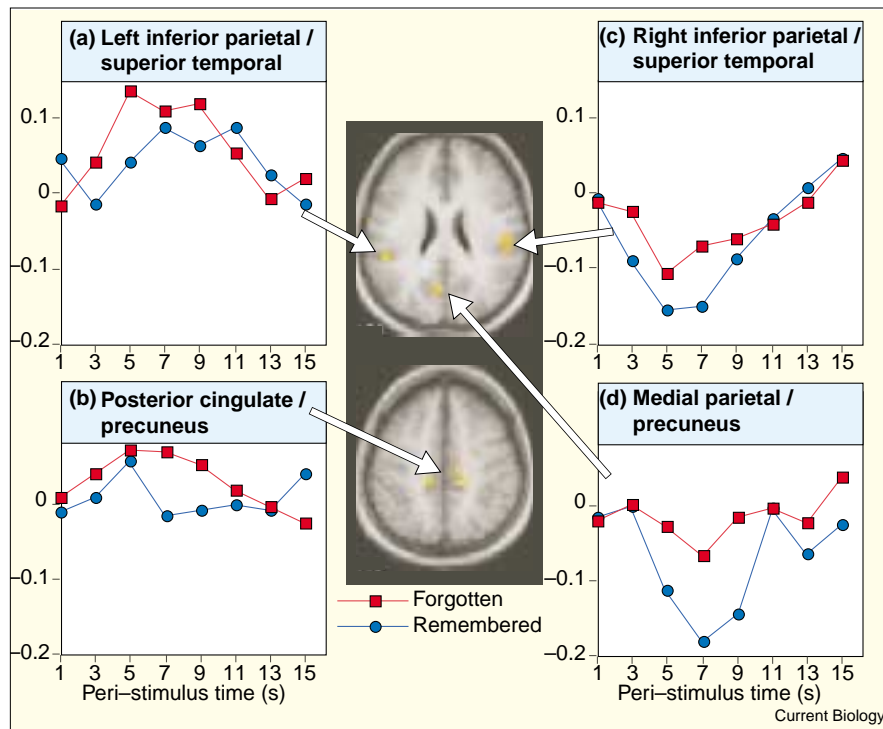 (a) Left inferior parietal /
superior temporal
0.1
0
–0.1
–0.2
1 3 5 7 9 11 13 15
(b) Posterior cingulate /
precuneus
0
–0.1
–0.2
1 3 5 7 9 11 13 15
Peri–stimulus time (s)
Forgotten
Remembered
(c) Right inferior parietal /
superior temporal
0.1
0
–0.1
–0.2
1 3 5 7 9 11 13 15
(d) Medial parietal /
precuneus
0
–0.1
–0.2
1 3 5 7 9 11 13 15
Peri–stimulus time (s)
Current Biology